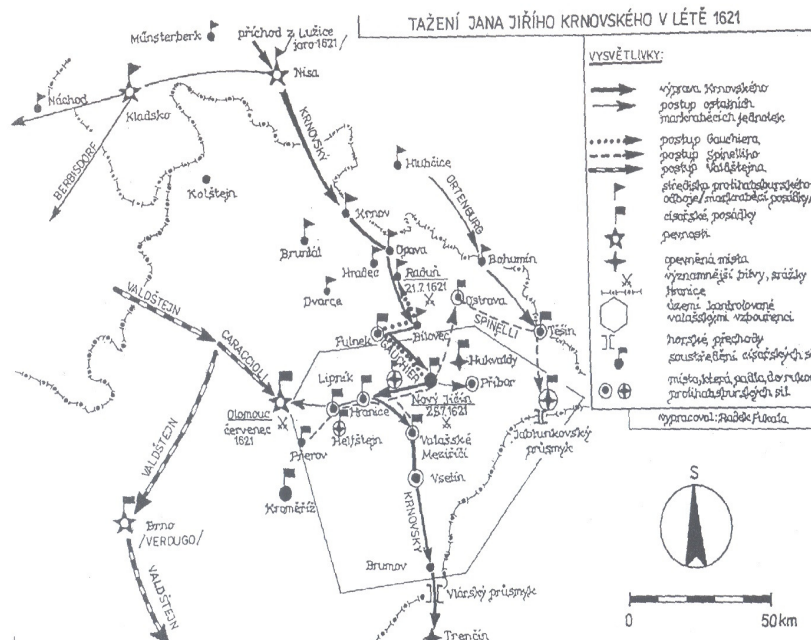 TAŽENÍ JANA JIŘÍHO KRNOVSKÉHO V LÉTĚ 1621
příchod z Lužice
jaro 1621/
Münsterberk
Nisa
Náchod
Kladsko
BERBISDORF
KRNOVSKÝ
Kolštejn
Hlubčice
ORTENBURG
Krnov
Bruntál
Opava
Hradec
Raduň
21.7.1621
Bohumín
Dvorce
Ostrava
SPINELLI
Těšín
VALDŠTEJN
CARACCIOLI
Fulnek
Bílovec
GAUCHIER
Hukvaldy
Lipník
Příbor
Nový Jičín
25.7.1621
Olomouc
červenec
1621
Hranice
Helfštejn
Přerov
Valašské
Meziříčí
Jablunkovský
průsmyk
VALDŠTEJN
Kroměříž
Vsetín
KRNOVSKÝ
Brno
/VERDUGO/
VALDŠTEJN
Brumov
Vlárský průsmyk
Trenčín
VYSVĚTLIVKY:
výprava Krnovského
postup ostatních
markraběcích jednotek
postup Gauchiera
postup Spinelliho
postup Valdštejna
střediska protihabsburského
odboje/markraběcí posádky/
císařské posádky
pevnosti
opevněná místa
významnější bitvy, srážky
hranice
území kontrolované
valašskými vzbouřenci
horské přechody
soustředění císařských s
místa, která padla do rukou
protihabsburských sil
vypracoval: Radek Fukala
S
0 50 km